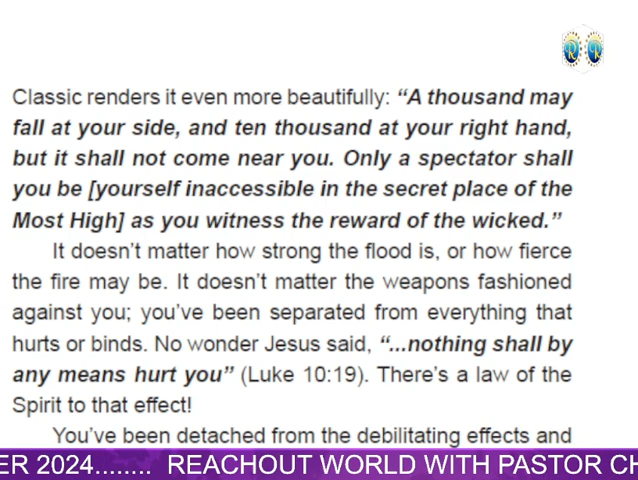 Classic renders it even more beautifully: “A thousand may
fall at your side, and ten thousand at your right hand,
but it shall not come near you. Only a spectator shall
you be [yourself inaccessible in the secret place of the
Most High] as you witness the reward of the wicked.”
It doesn’t matter how strong the flood is, or how fierce
the fire may be. It doesn’t matter the weapons fashioned
against you; you’ve been separated from everything that
hurts or binds. No wonder Jesus said, “...nothing shall by
any means hurt you” (Luke 10:19). There’s a law of the
Spirit to that effect!
You’ve been detached from the debilitating effects and
ER 2024........ REACHOUT WORLD WITH PASTOR CH